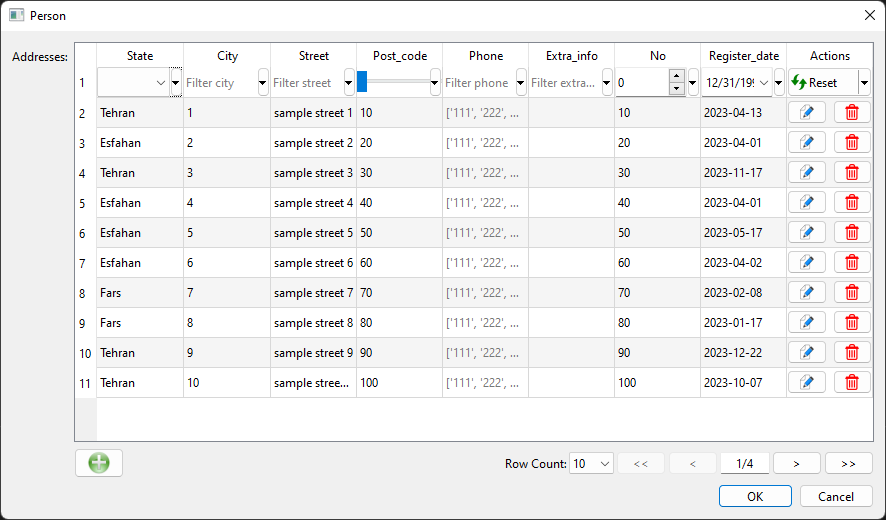 Person
Addresses:
State City Street Post_code Phone Extra_info No Register_date Actions
1 Filter city Filter street Filter phone Filter extra... 0 12/31/199 Reset
2 Tehran 1 sample street 1 10 ['111', '222', ... 10 2023-04-13
3 Esfahan 2 sample street 2 20 ['111', '222', ... 20 2023-04-01
4 Tehran 3 sample street 3 30 ['111', '222', ... 30 2023-11-17
5 Esfahan 4 sample street 4 40 ['111', '222', ... 40 2023-04-01
6 Esfahan 5 sample street 5 50 ['111', '222', ... 50 2023-05-17
7 Esfahan 6 sample street 6 60 ['111', '222', ... 60 2023-04-02
8 Fars 7 sample street 7 70 ['111', '222', ... 70 2023-02-08
9 Fars 8 sample street 8 80 ['111', '222', ... 80 2023-01-17
10 Tehran 9 sample street 9 90 ['111', '222', ... 90 2023-12-22
11 Tehran 10 sample stree... 100 ['111', '222', ... 100 2023-10-07
Row Count: 10 << < 1/4 > >>
OK Cancel